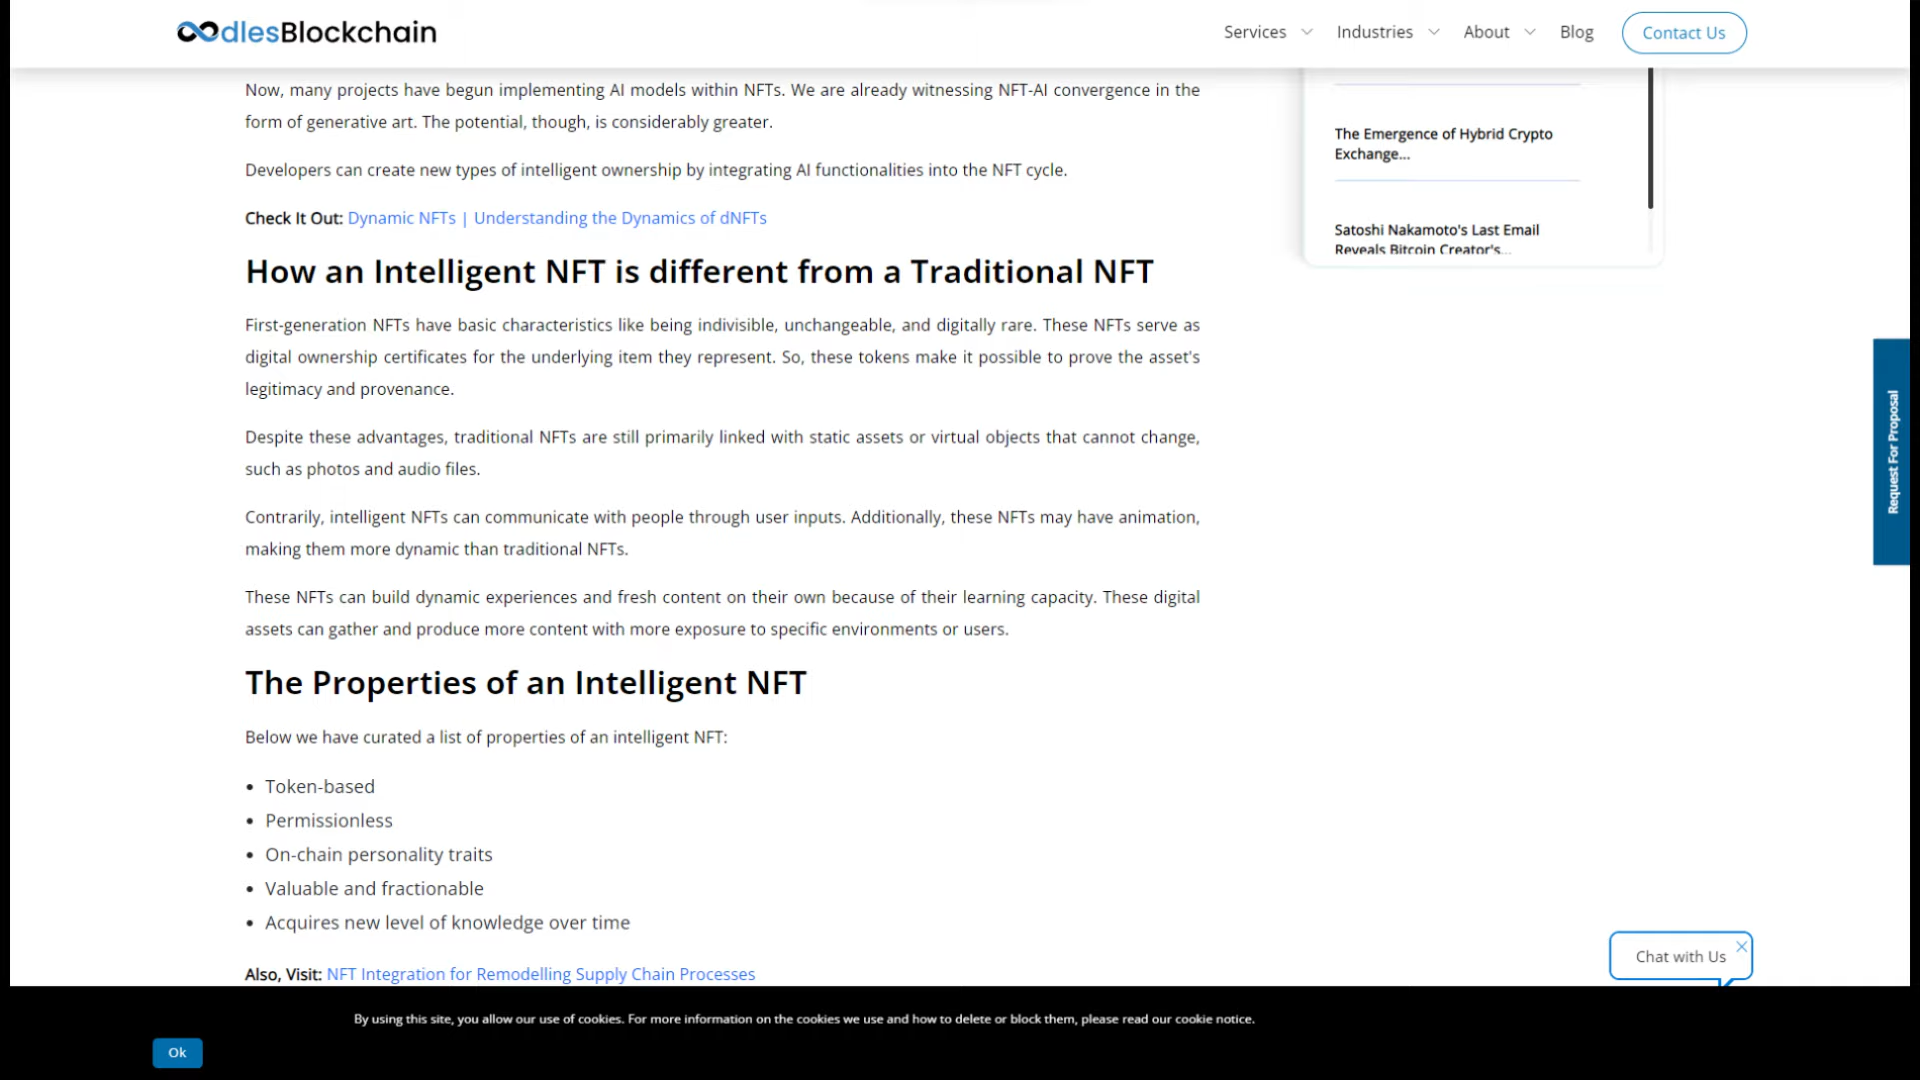 oodlesBlockchain
Services
Industries
About
Blog
Contact Us
Now, many projects have begun implementing AI models within NFTs. We are already witnessing NFT-AI convergence in the
form of generative art. The potential, though, is considerably greater.
Developers can create new types of intelligent ownership by integrating AI functionalities into the NFT cycle.
Check It Out: Dynamic NFTs | Understanding the Dynamics of dNFTs
How an Intelligent NFT is different from a Traditional NFT
First-generation NFTs have basic characteristics like being indivisible, unchangeable, and digitally rare. These NFTs serve as
digital ownership certificates for the underlying item they represent. So, these tokens make it possible to prove the asset's
legitimacy and provenance.
Despite these advantages, traditional NFTs are still primarily linked with static assets or virtual objects that cannot change,
such as photos and audio files.
Contrarily, intelligent NFTs can communicate with people through user inputs. Additionally, these NFTs may have animation,
making them more dynamic than traditional NFTs.
These NFTs can build dynamic experiences and fresh content on their own because of their learning capacity. These digital
assets can gather and produce more content with more exposure to specific environments or users.
The Properties of an Intelligent NFT
Below we have curated a list of properties of an intelligent NFT:
• Token-based
• Permissionless
• On-chain personality traits
• Valuable and fractionable
• Acquires new level of knowledge over time
Also, Visit: NFT Integration for Remodelling Supply Chain Processes
The Emergence of Hybrid Crypto
Exchange...
Satoshi Nakamoto's Last Email
Reveals Bitcoin Creator's...
Request For Proposal
Chat with Us
By using this site, you allow our use of cookies. For more information on the cookies we use and how to delete or block them, please read our cookie notice.
Ok